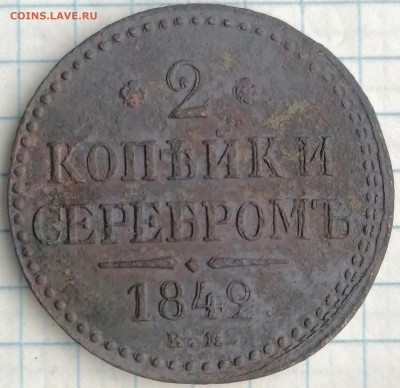 COINS.LAVE.RU
2
КОПѢЙКИ
СЕРЕБРОМЪ
1842
Е.М.